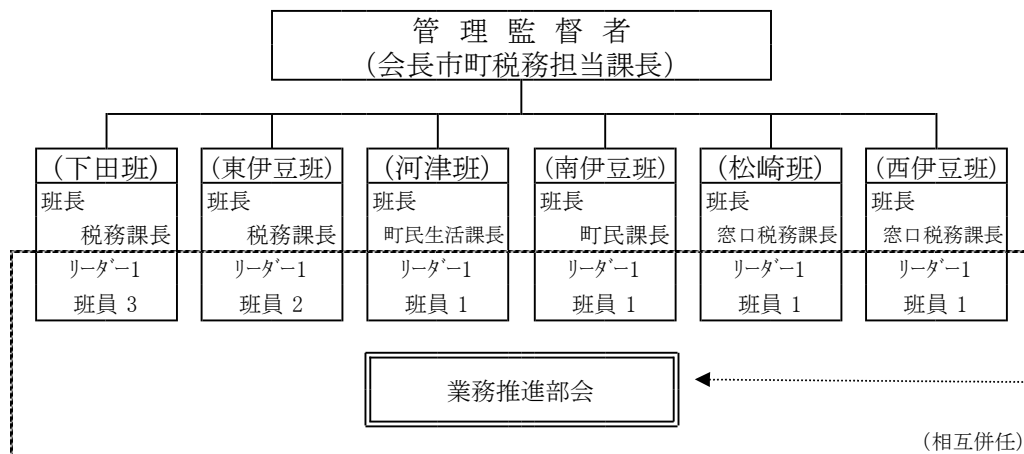 管 理 監 督 者
(会長市町税務担当課長)
(下田班) (東伊豆班) (河津班) (南伊豆班) (松崎班) (西伊豆班)
班長 班長 班長 班長 班長 班長
税務課長 税務課長 町民生活課長 町民課長 窓口税務課長 窓口税務課長
ﾘｰﾀﾞｰ1 ﾘｰﾀﾞｰ1 ﾘｰﾀﾞｰ1 ﾘｰﾀﾞｰ1 ﾘｰﾀﾞｰ1 ﾘｰﾀﾞｰ1
班員 3 班員 2 班員 1 班員 1 班員 1 班員 1
業務推進部会
(相互併任)